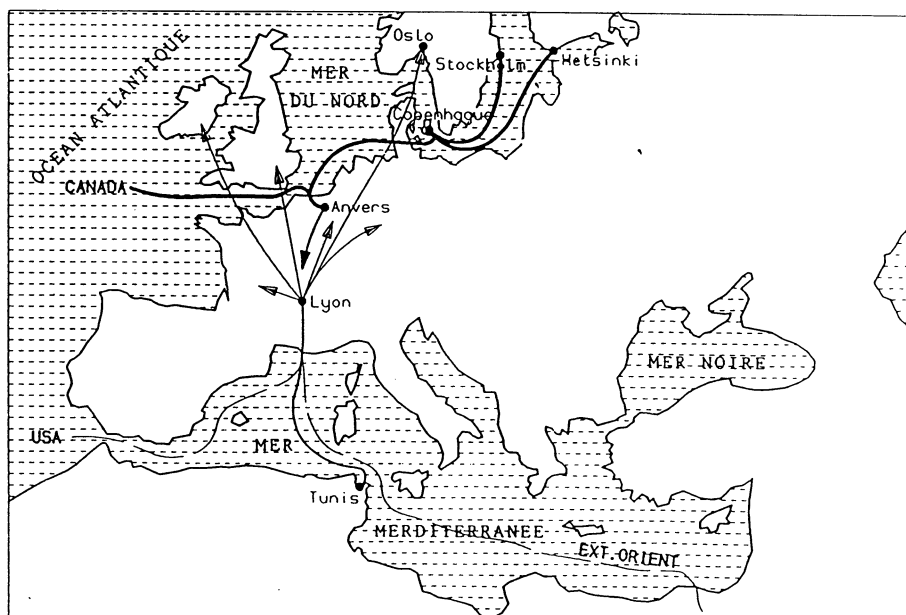 Oslo
Stockholm
Hetsinki
MER
DU NORD
Copenhague
OCEAN ATLANTIQUE
CANADA
Anvers
Lyon
MER NOIRE
USA
MER
Tunis
MERDITERRANEE
EXT.ORIENT